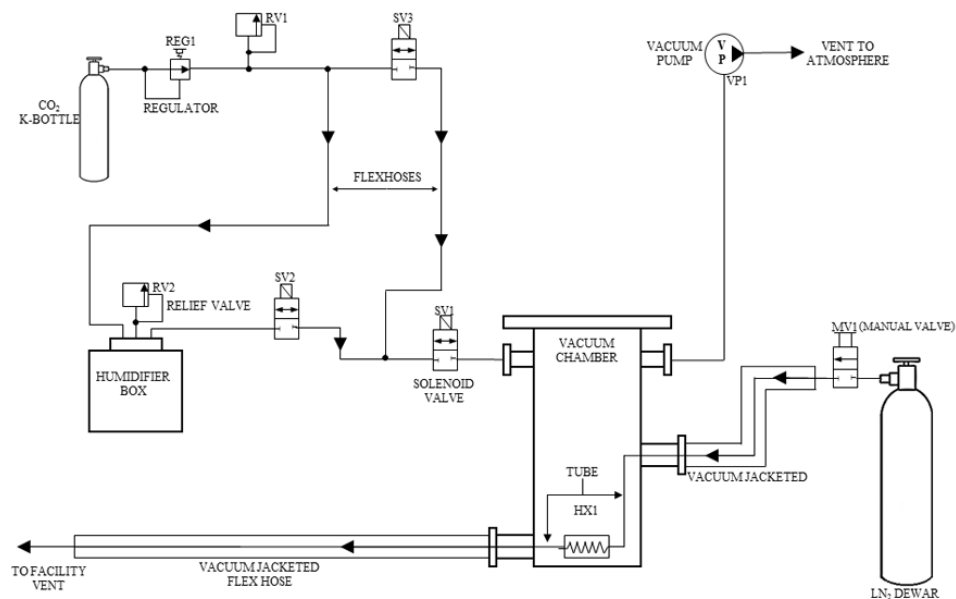 RV1
SV3
REG1
VACUUM
PUMP
V
P
VP1
VENT TO
ATMOSPHERE
CO₂
K-BOTTLE
REGULATOR
FLEXHOSES
RV2
RELIEF VALVE
SV2
SV1
SOLENOID
VALVE
HUMIDIFIER
BOX
VACUUM
CHAMBER
MV1 (MANUAL VALVE)
VACUUM JACKETED
TUBE
HX1
TO FACILITY
VENT
VACUUM JACKETED
FLEX HOSE
LN₂ DEWAR